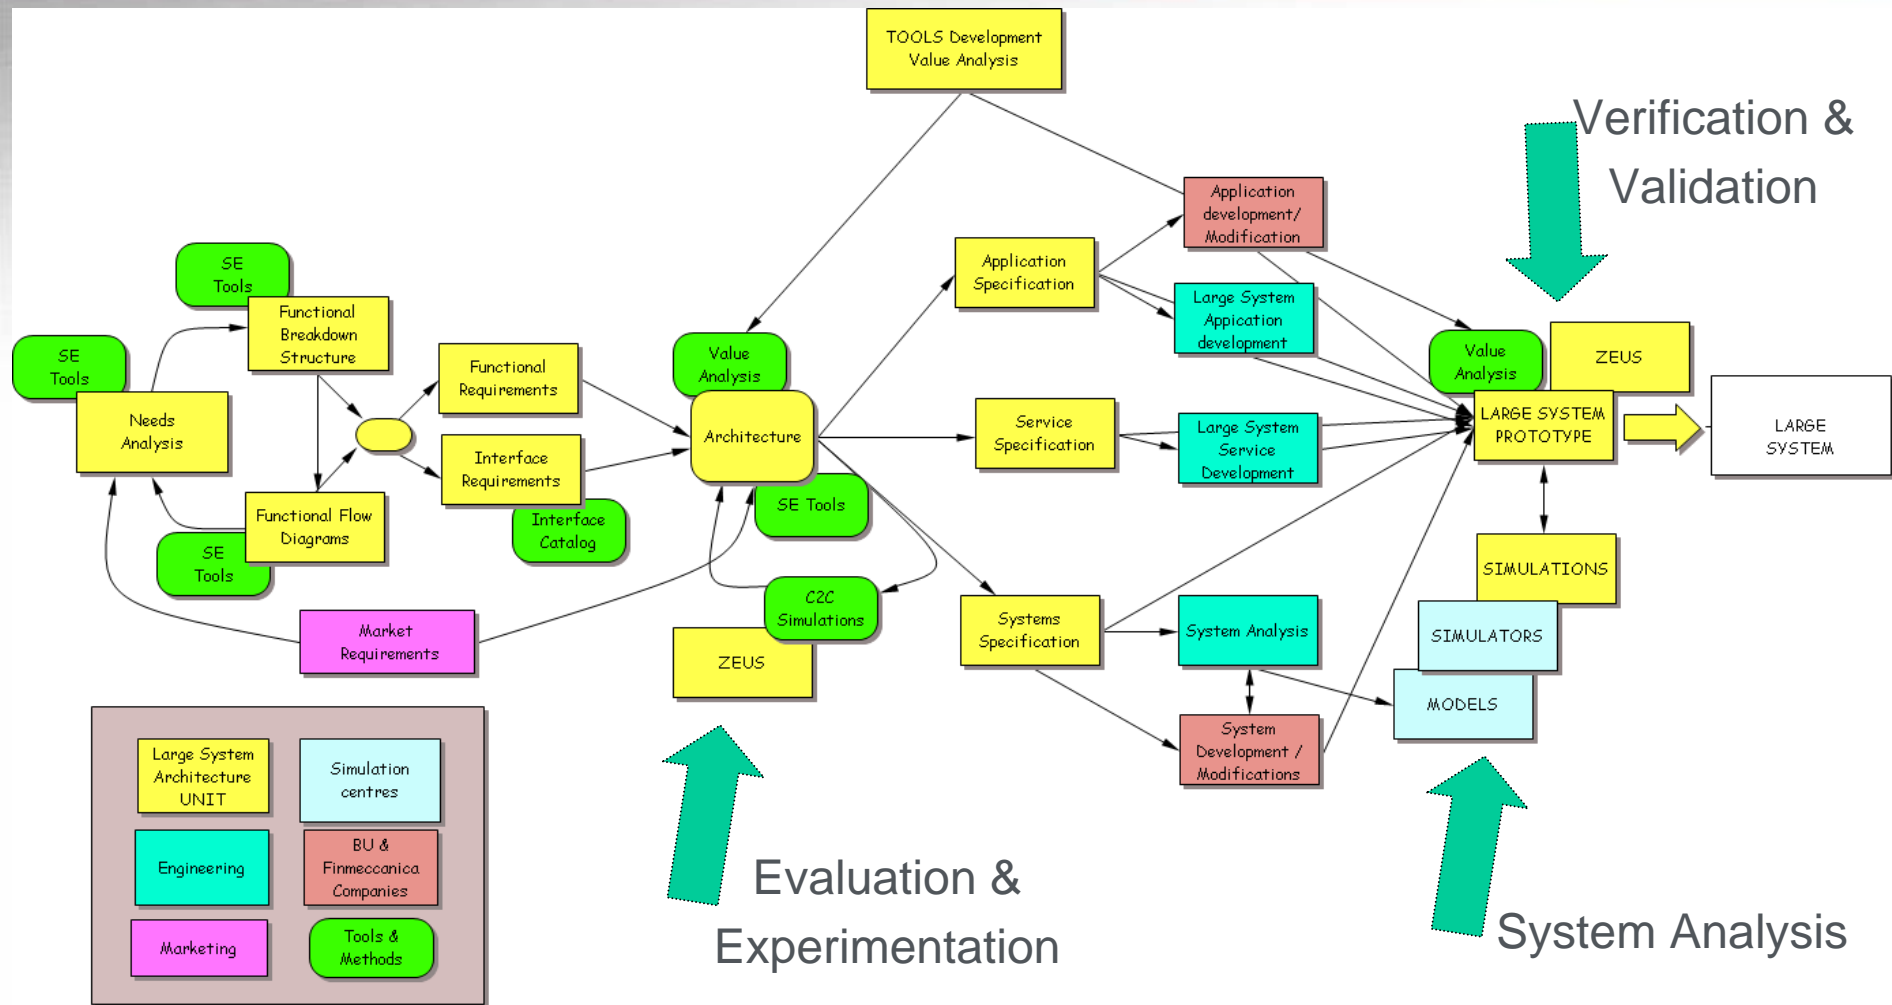 TOOLS Development
Value Analysis
Verification &
Validation
Application
development/
Modification
SE
Tools
Application
Specification
Functional
Breakdown
Structure
Large System
Appication
development
SE
Tools
Value
Analysis
Value
Analysis
ZEUS
Functional
Requirements
Needs
Analysis
Architecture
Service
Specification
Large System
Service
Development
LARGE SYSTEM
PROTOTYPE
LARGE
SYSTEM
Interface
Requirements
SE Tools
Functional Flow
Diagrams
Interface
Catalog
SE
Tools
SIMULATIONS
C2C
Simulations
Market
Requirements
ZEUS
Systems
Specification
System Analysis
SIMULATORS
MODELS
System
Development /
Modifications
Large System
Architecture
UNIT
Simulation
centres
Engineering
BU &
Finmeccanica
Companies
Marketing
Tools &
Methods
Evaluation &
Experimentation
System Analysis